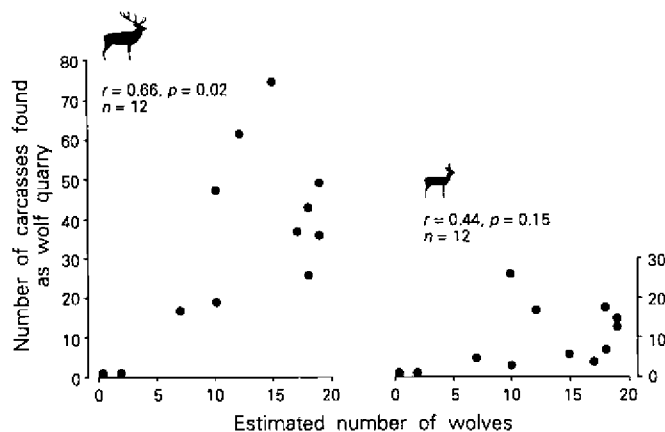 80
70
60
50
40
30
20
10
0
Number of carcasses found
as wolf quarry
r = 0.66, p = 0.02
n = 12
0 5 10 15 20
r = 0.44, p = 0.15
n = 12
30
20
10
0
0 5 10 15 20
Estimated number of wolves